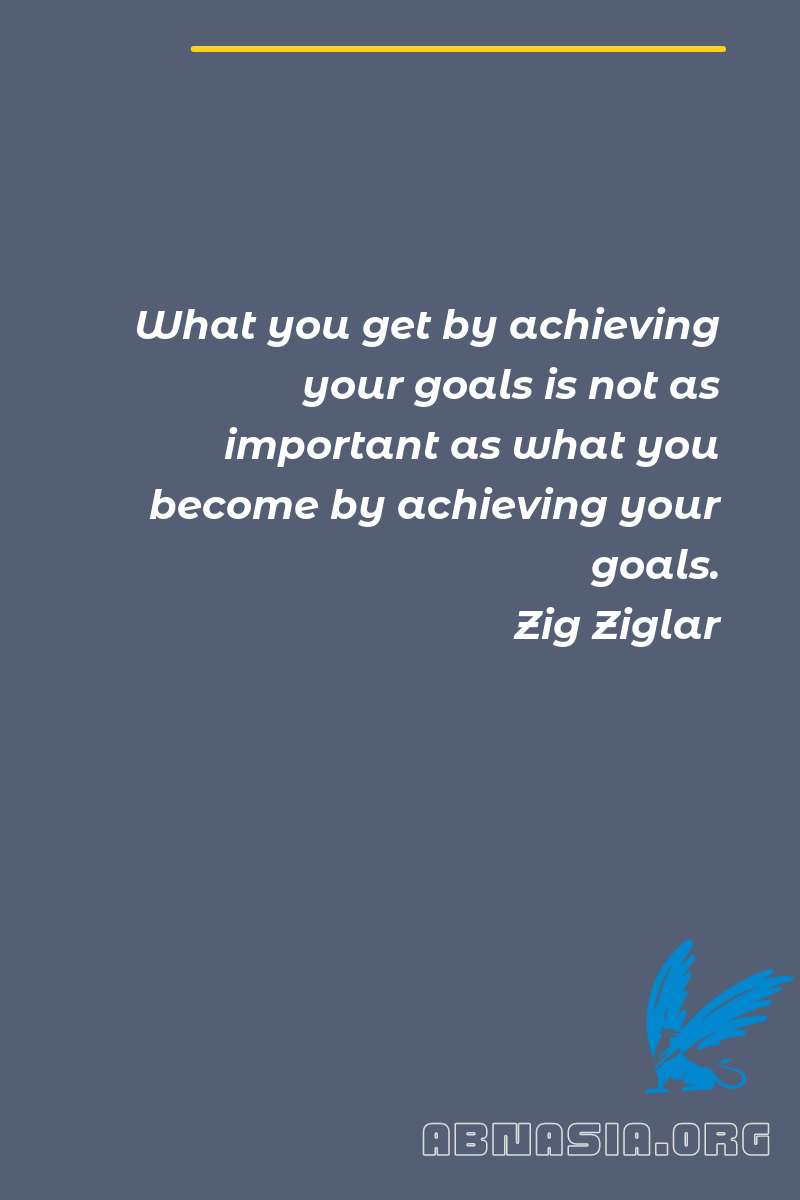 What you get by achieving
your goals is not as
important as what you
become by achieving your
goals.
Zig Ziglar
ABNASIA.ORG